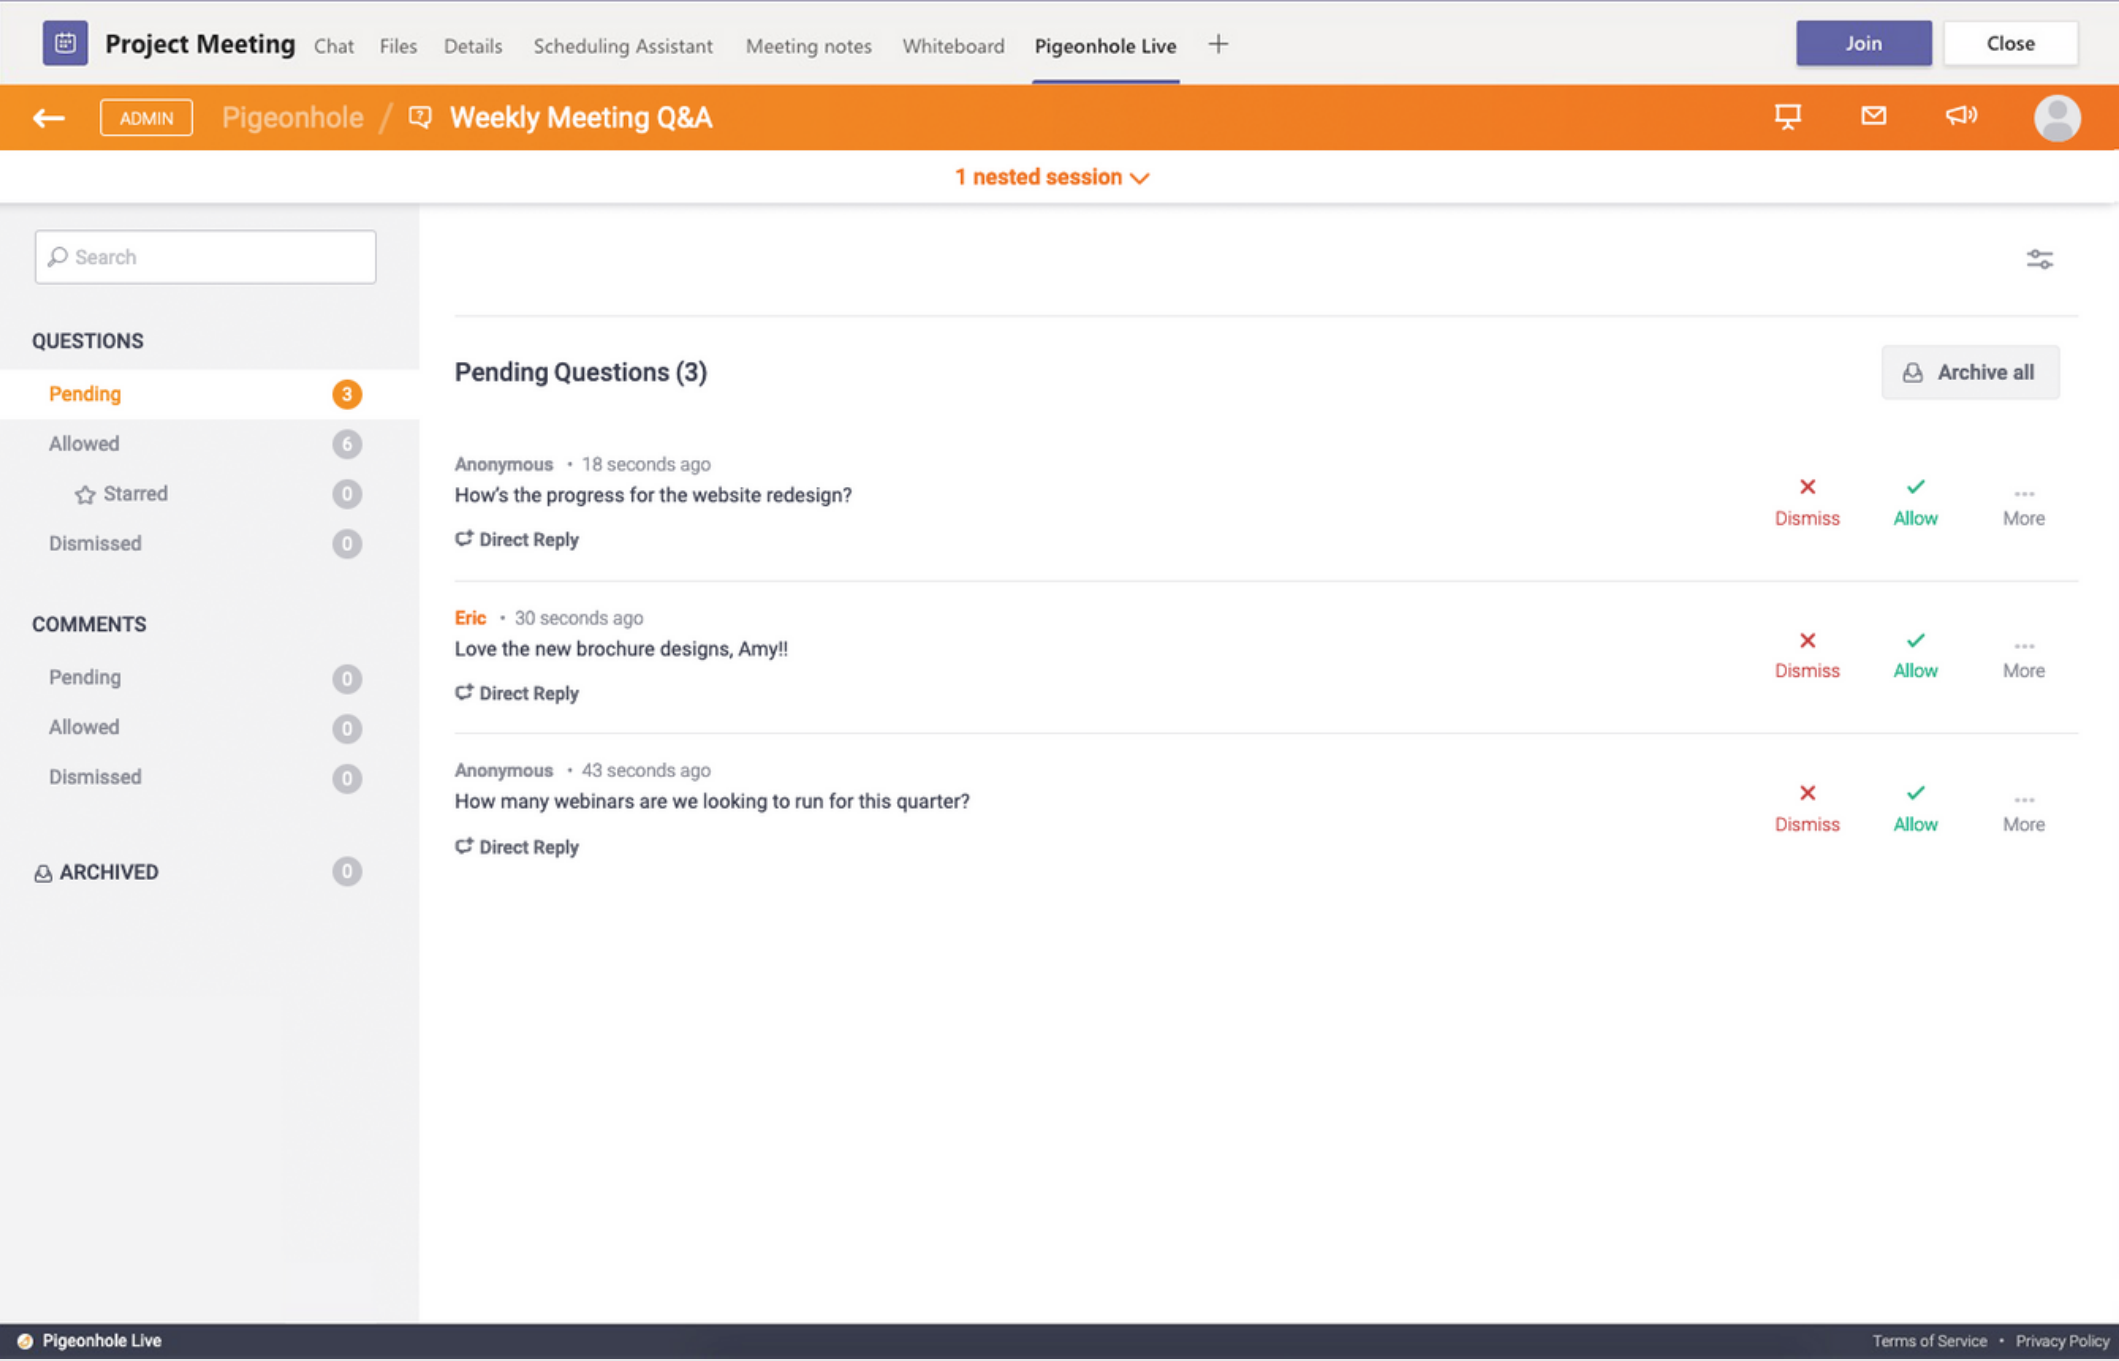 Project Meeting Chat Files Details Scheduling Assistant Meeting notes Whiteboard Pigeonhole Live + Join Close
ADMIN Pigeonhole / Weekly Meeting Q&A
1 nested session
Search
QUESTIONS
Pending 3
Allowed 6
Starred 0
Dismissed 0
COMMENTS
Pending 0
Allowed 0
Dismissed 0
ARCHIVED 0
Pending Questions (3) Archive all
Anonymous • 18 seconds ago
How's the progress for the website redesign?
Direct Reply
Dismiss Allow More
Eric • 30 seconds ago
Love the new brochure designs, Amy!!
Direct Reply
Dismiss Allow More
Anonymous • 43 seconds ago
How many webinars are we looking to run for this quarter?
Direct Reply
Dismiss Allow More
Pigeonhole Live Terms of Service • Privacy Policy